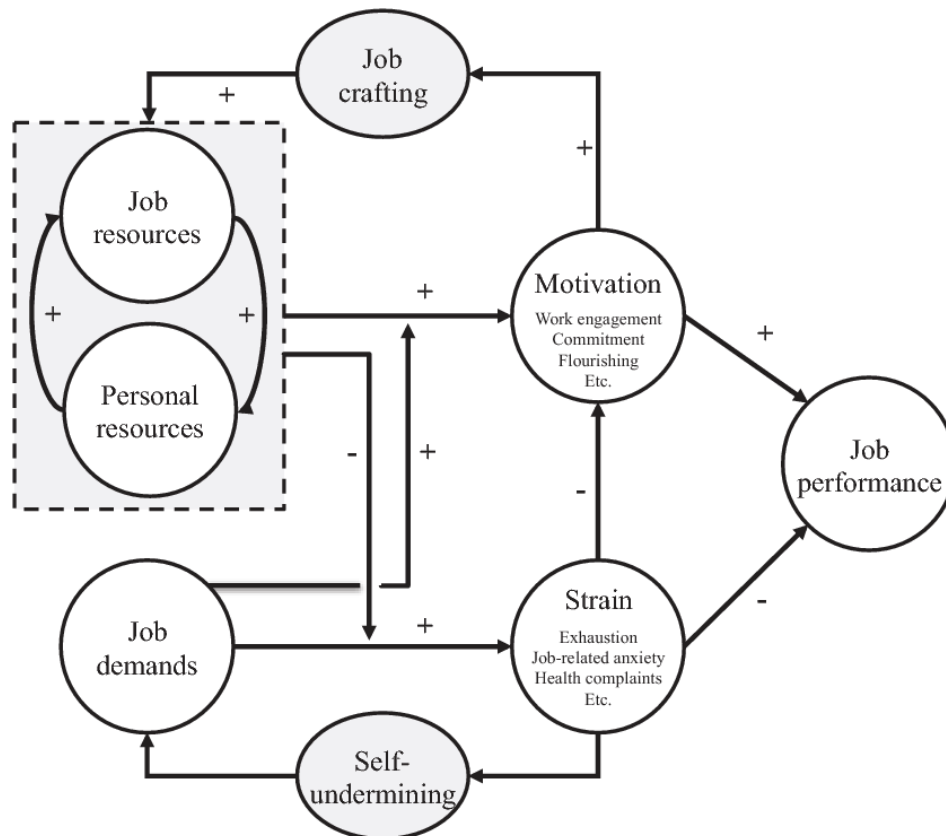 Job
crafting
+
+
Job
resources
+
+
Personal
resources
+
Motivation
Work engagement
Commitment
Flourishing
Etc.
+
-
+
-
Job
performance
-
Job
demands
+
Strain
Exhaustion
Job-related anxiety
Health complaints
Etc.
Self-
undermining